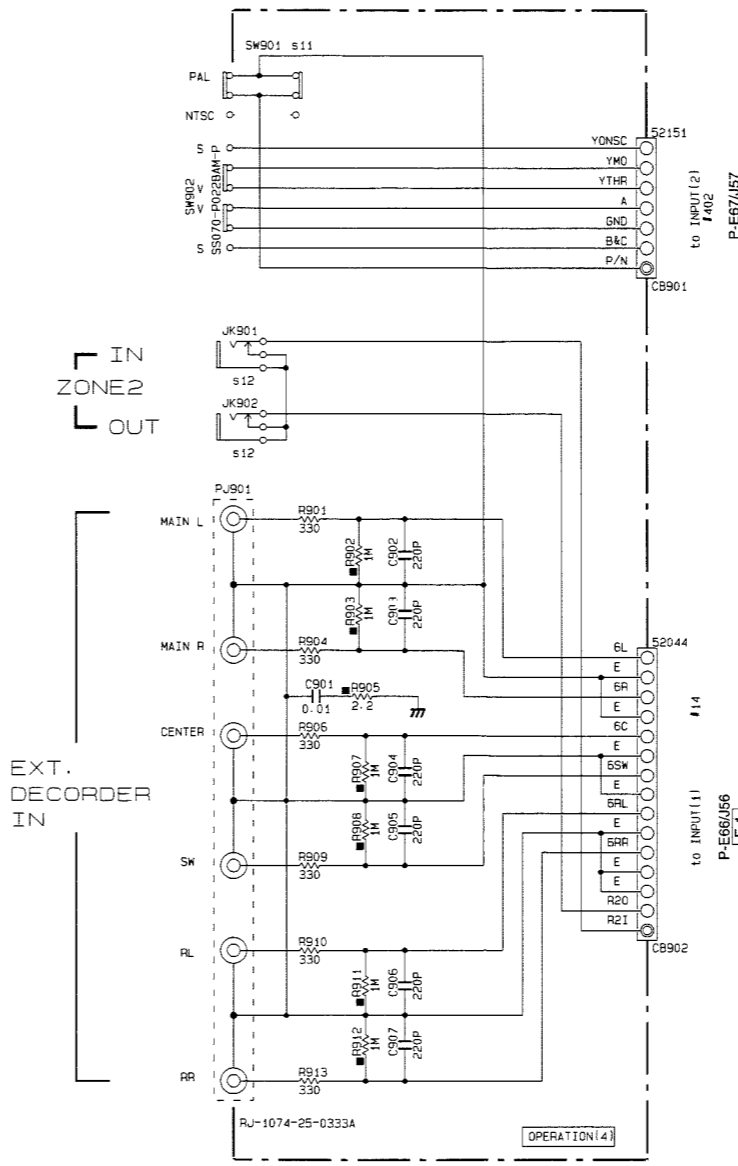 SW901 s11
PAL
NTSC
S
V
V
S
SW902
SS070-P022BAM-P
YONSC
YMO
YTHR
A
GND
B&C
P/N
52151
CB901
to INPUT(2)
#402
P-E67/J57
IN
ZONE2
OUT
JK901
s12
JK902
s12
PJ901
EXT.
DECORDER
IN
MAIN L
R901
330
R902
1M
C902
220P
R903
1M
C903
220P
MAIN R
R904
330
C901
0.01
R905
2.2
CENTER
R906
330
R907
1M
C904
220P
R908
1M
C905
220P
SW
R909
330
RL
R910
330
R911
1M
C906
220P
R912
1M
C907
220P
RR
R913
330
52044
6L
E
6R
E
6C
E
6SW
E
6RL
E
6RR
E
E
R2O
R2I
CB902
#14
to INPUT(1)
P-E66/J56
RJ-1074-25-0333A
OPERATION(4)